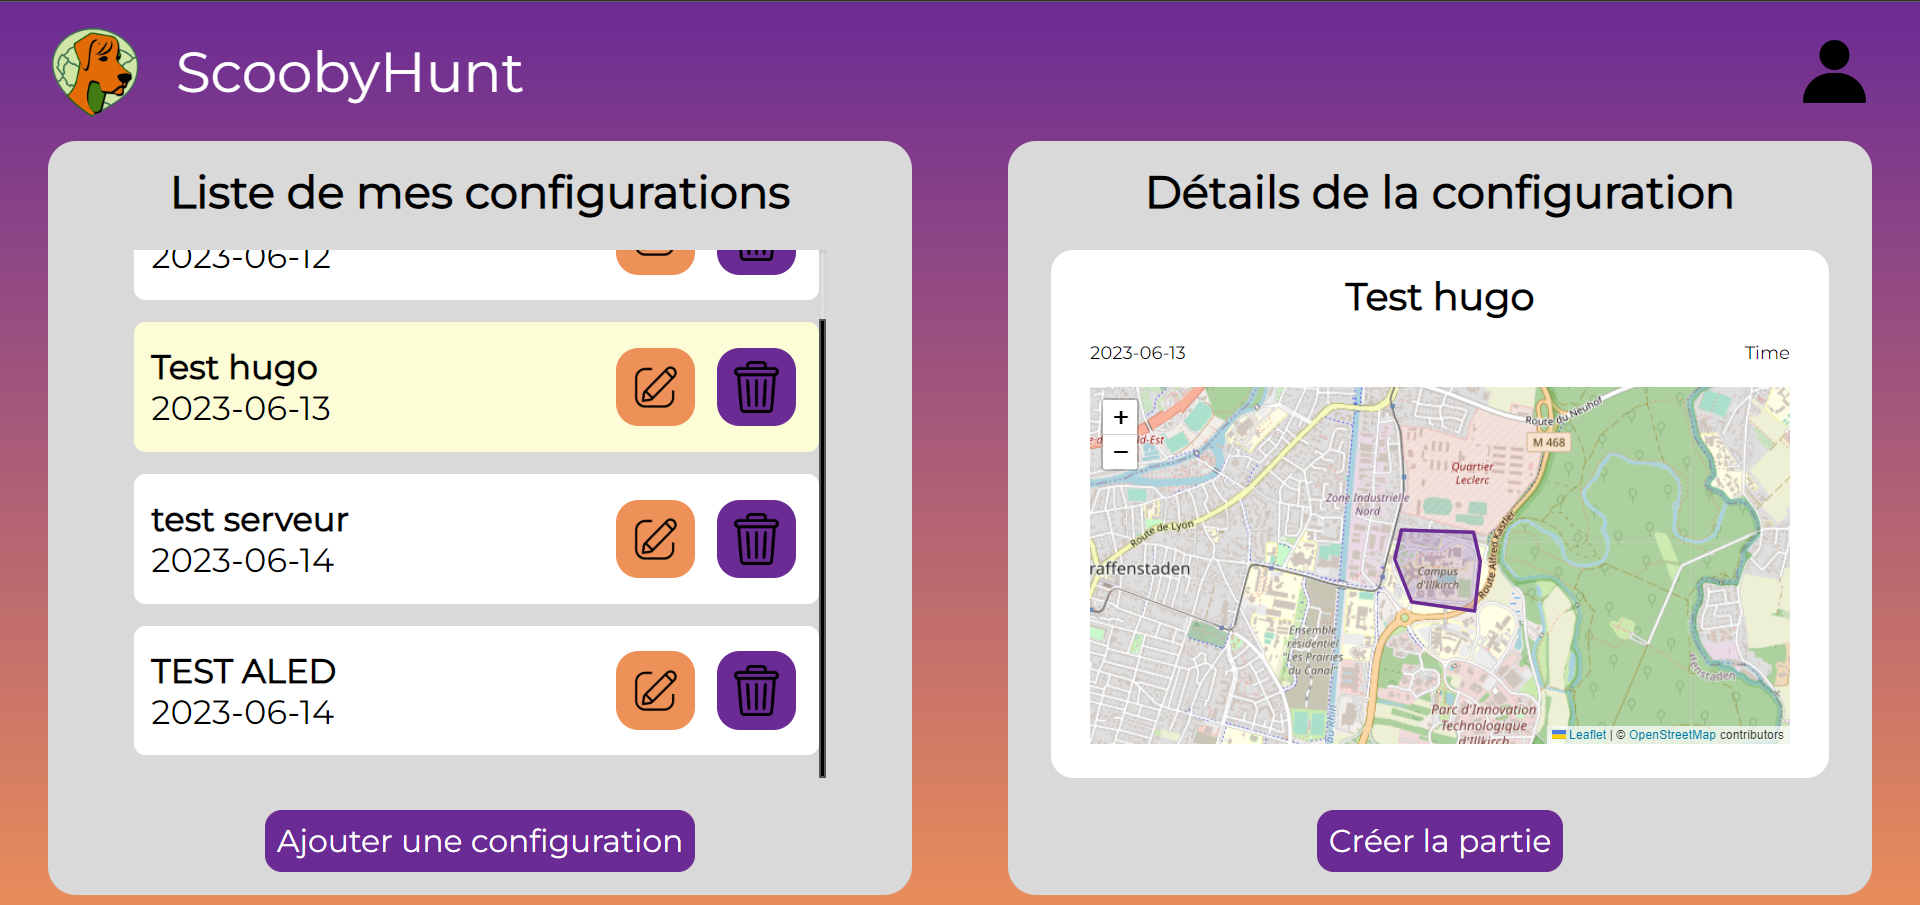 ScoobyHunt
Liste de mes configurations
2023-06-12
Test hugo
2023-06-13
test serveur
2023-06-14
TEST ALED
2023-06-14
Ajouter une configuration
Détails de la configuration
Test hugo
2023-06-13
Time
+
−
ld-Est
Route du Neuhof
M 468
Quartier
Leclerc
Zone Industrielle
Nord
Route de Lyon
raffenstaden
Route Alfred Kastler
Campus
d'Illkirch
Ensemble
résidentiel
"Les Prairies
du Canal
Parc d'Innovation
Technologique
d'Illkirch
fenstaden
Leaflet | © OpenStreetMap contributors
Créer la partie